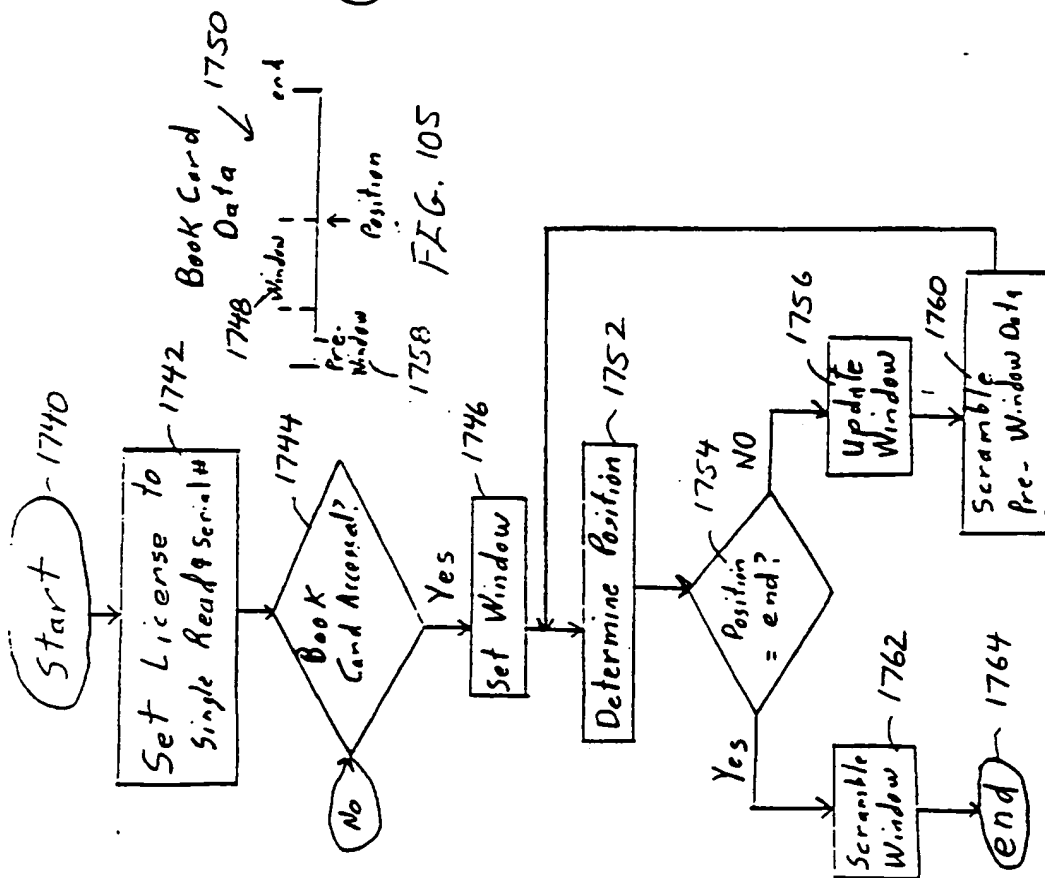 Start
1740
Set License to
Single Read & Serial #
1742
Book
Card Accessed?
1744
No
Yes
Set Window
1746
Determine Position
1752
Position
= end?
1754
NO
Yes
Update
Window
1756
Scramble
Pre-Window Data
1760
Scramble
Window
1762
end
1764
Book Card
Data
1750
1748
Window
end
Pre-
Window
1758
Position
FIG. 105